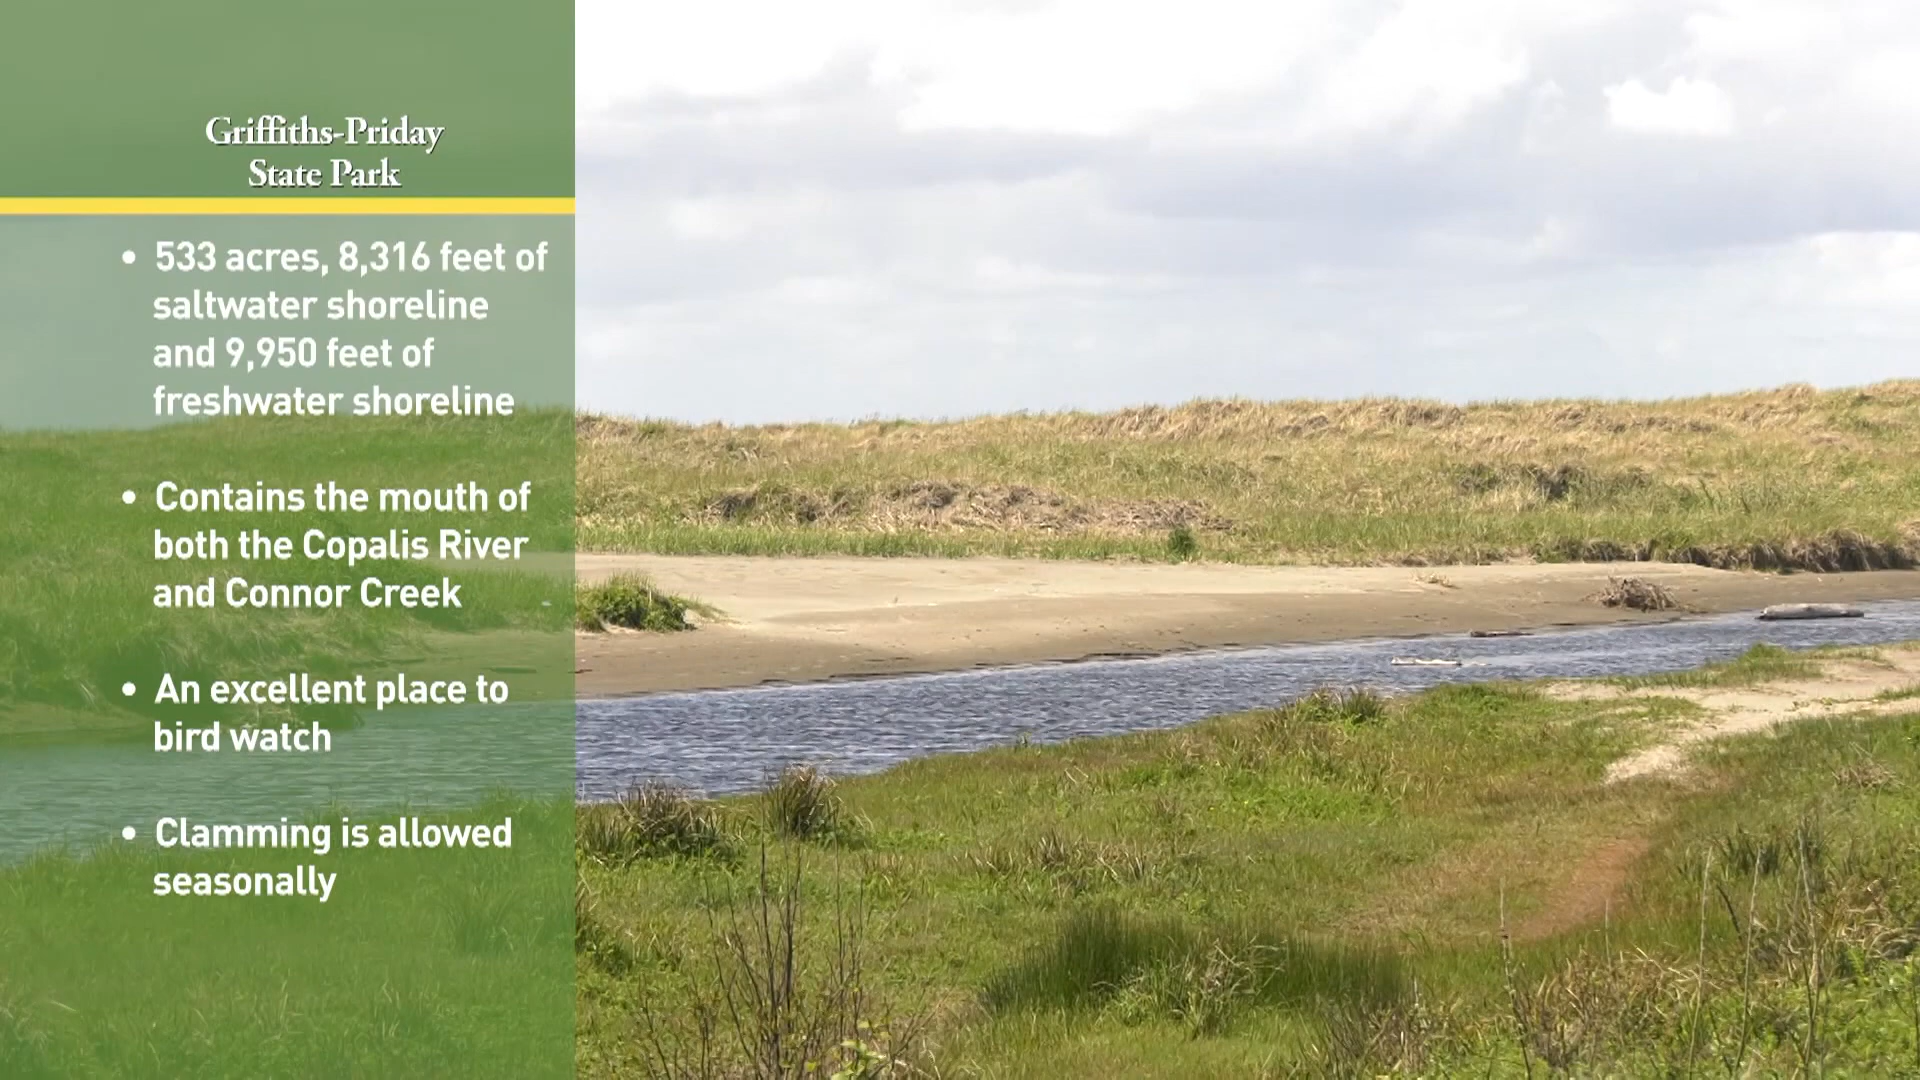 Griffiths-Priday
State Park
• 533 acres, 8,316 feet of
saltwater shoreline
and 9,950 feet of
freshwater shoreline
• Contains the mouth of
both the Copalis River
and Connor Creek
• An excellent place to
bird watch
• Clamming is allowed
seasonally